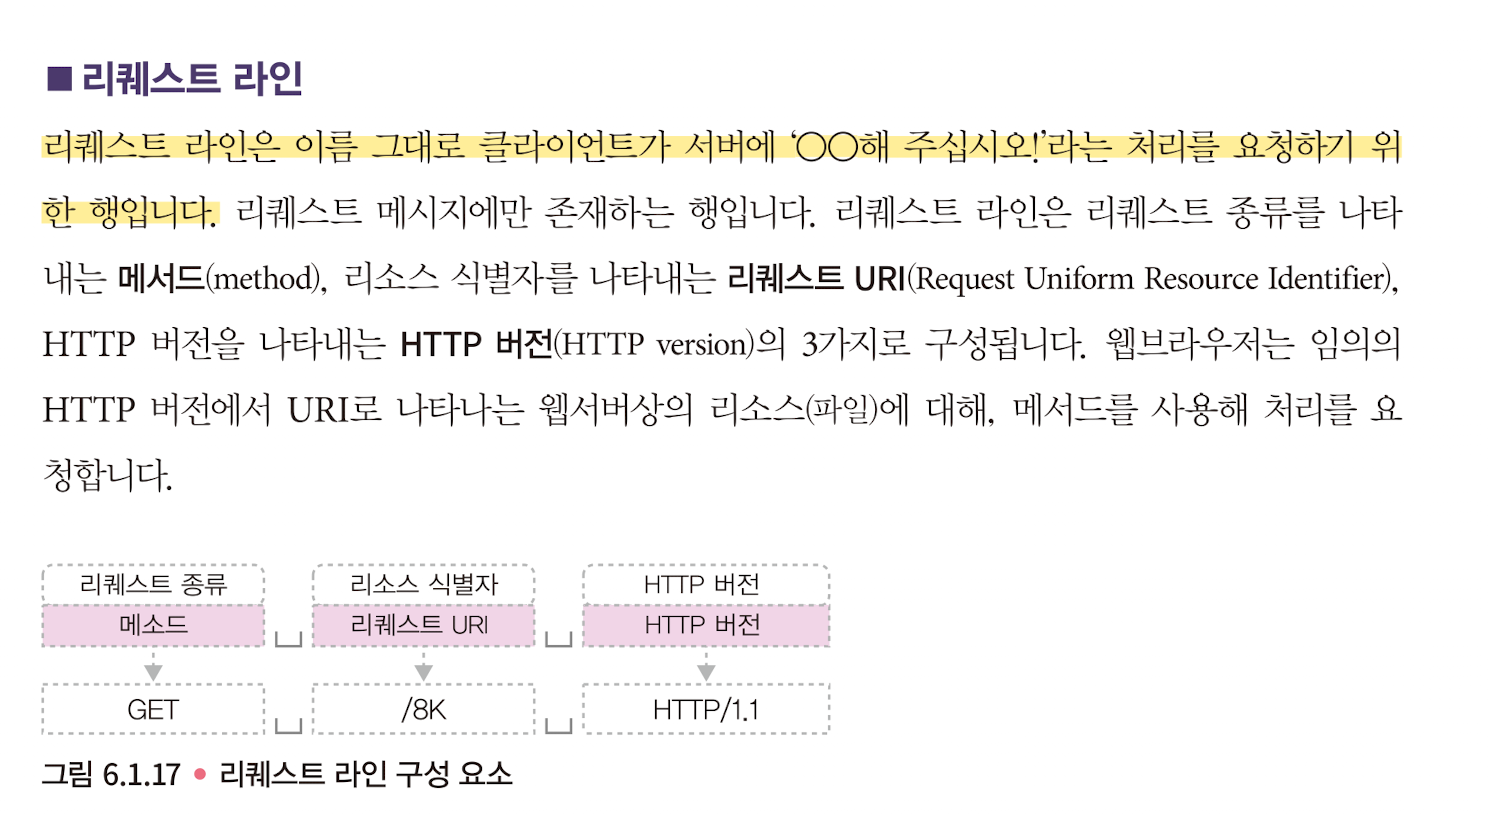 ■ 리퀘스트 라인
리퀘스트 라인은 이름 그대로 클라이언트가 서버에 ‘○○해 주십시오!’라는 처리를 요청하기 위
한 행입니다. 리퀘스트 메시지에만 존재하는 행입니다. 리퀘스트 라인은 리퀘스트 종류를 나타
내는 메서드(method), 리소스 식별자를 나타내는 리퀘스트 URI(Request Uniform Resource Identifier),
HTTP 버전을 나타내는 HTTP 버전(HTTP version)의 3가지로 구성됩니다. 웹브라우저는 임의의
HTTP 버전에서 URI로 나타나는 웹서버상의 리소스(파일)에 대해, 메서드를 사용해 처리를 요
청합니다.
리퀘스트 종류 리소스 식별자 HTTP 버전
메소드 ␣ 리퀘스트 URI ␣ HTTP 버전
GET ␣ /8K ␣ HTTP/1.1
그림 6.1.17 • 리퀘스트 라인 구성 요소